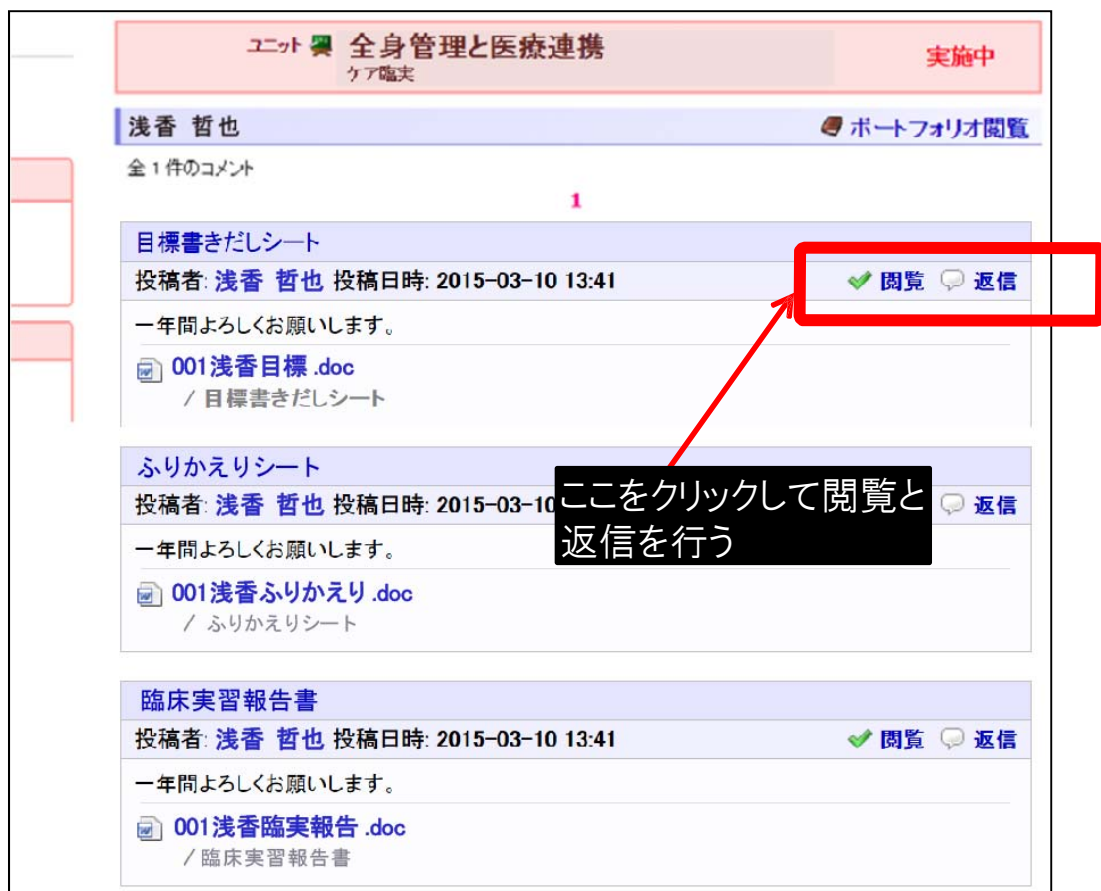 ユニット 全身管理と医療連携
ケア臨実
実施中
浅香 哲也 ポートフォリオ閲覧
全1件のコメント
1
目標書きだしシート
投稿者: 浅香 哲也 投稿日時: 2015-03-10 13:41 閲覧 返信
一年間よろしくお願いします。
001浅香目標.doc
/ 目標書きだしシート
ふりかえりシート
投稿者: 浅香 哲也 投稿日時: 2015-03-10 返信
ここをクリックして閲覧と
返信を行う
一年間よろしくお願いします。
001浅香ふりかえり.doc
/ ふりかえりシート
臨床実習報告書
投稿者: 浅香 哲也 投稿日時: 2015-03-10 13:41 閲覧 返信
一年間よろしくお願いします。
001浅香臨実報告.doc
/ 臨床実習報告書